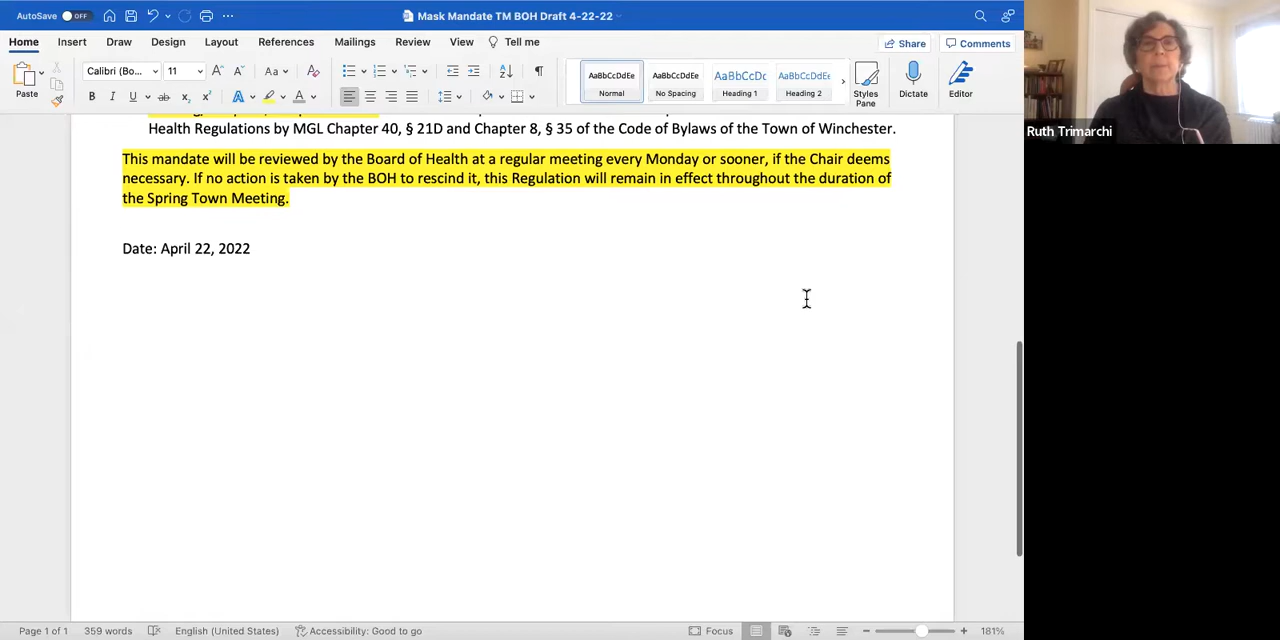 AutoSave OFF
Mask Mandate TM BOH Draft 4-22-22
Home Insert Draw Design Layout References Mailings Review View Tell me Share Comments
Paste
Calibri (Bo... 11
AaBbCcDdEe AaBbCcDdEe AaBbCcDc AaBbCcDdEe
Normal No Spacing Heading 1 Heading 2
Styles Pane
Dictate
Editor
Health Regulations by MGL Chapter 40, § 21D and Chapter 8, § 35 of the Code of Bylaws of the Town of Winchester.
This mandate will be reviewed by the Board of Health at a regular meeting every Monday or sooner, if the Chair deems
necessary. If no action is taken by the BOH to rescind it, this Regulation will remain in effect throughout the duration of
the Spring Town Meeting.
Date: April 22, 2022
Ruth Trimarchi
Page 1 of 1 359 words English (United States) Accessibility: Good to go Focus 181%